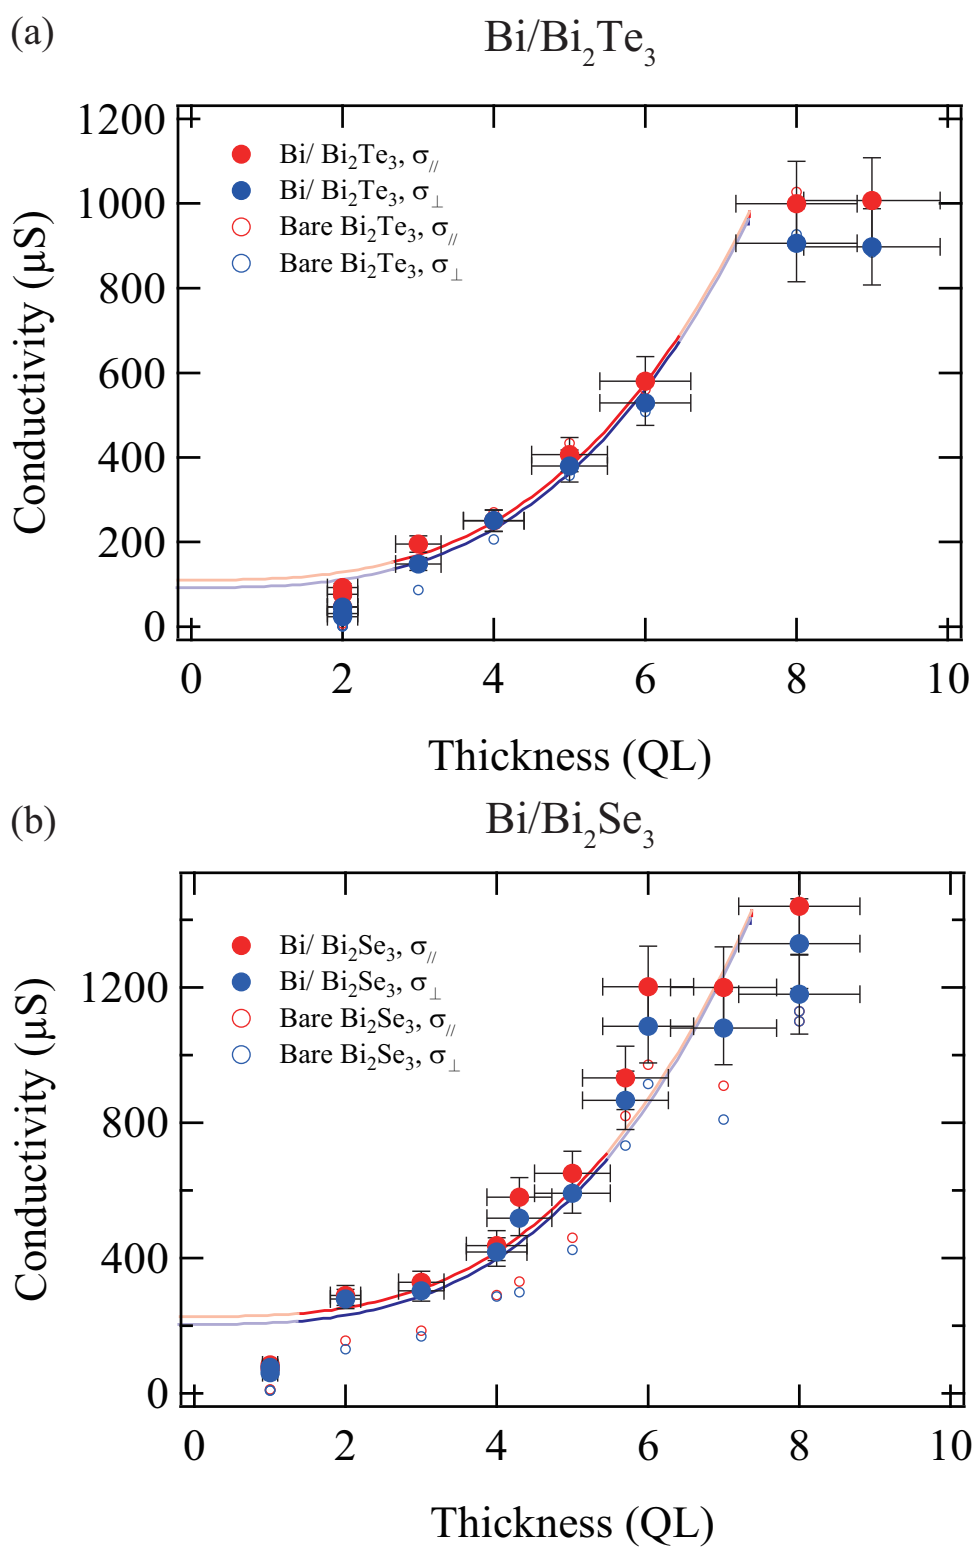 (a)
Bi/Bi₂Te₃
1200
1000
800
600
400
200
0
Conductivity (μS)
Bi/ Bi₂Te₃, σ⫽
Bi/ Bi₂Te₃, σ⊥
Bare Bi₂Te₃, σ⫽
Bare Bi₂Te₃, σ⊥
0 2 4 6 8 10
Thickness (QL)
(b)
Bi/Bi₂Se₃
1200
800
400
0
Conductivity (μS)
Bi/ Bi₂Se₃, σ⫽
Bi/ Bi₂Se₃, σ⊥
Bare Bi₂Se₃, σ⫽
Bare Bi₂Se₃, σ⊥
0 2 4 6 8 10
Thickness (QL)